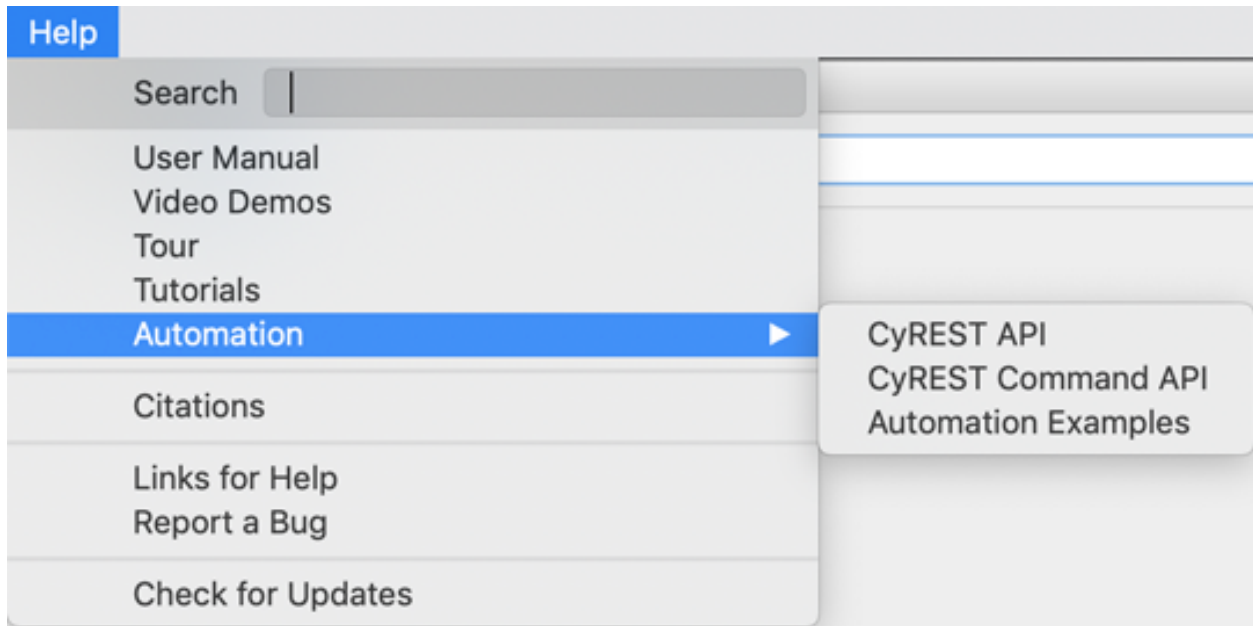 Help
Search
User Manual
Video Demos
Tour
Tutorials
Automation
CyREST API
CyREST Command API
Automation Examples
Citations
Links for Help
Report a Bug
Check for Updates